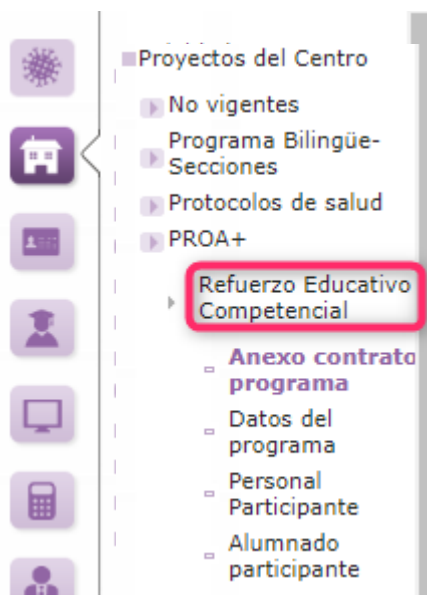 Proyectos del Centro
No vigentes
Programa Bilingüe-
Secciones
Protocolos de salud
PROA+
Refuerzo Educativo
Competencial
Anexo contrato
programa
Datos del
programa
Personal
Participante
Alumnado
participante